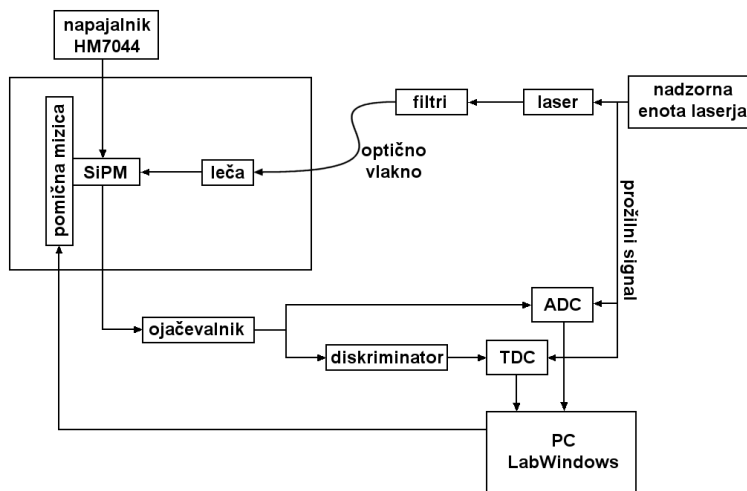 napajalnik
HM7044
filtri
laser
nadzorna
enota laserja
pomična mizica
SiPM
leča
optično
vlakno
prožilni signal
ojačevalnik
ADC
diskriminator
TDC
PC
LabWindows